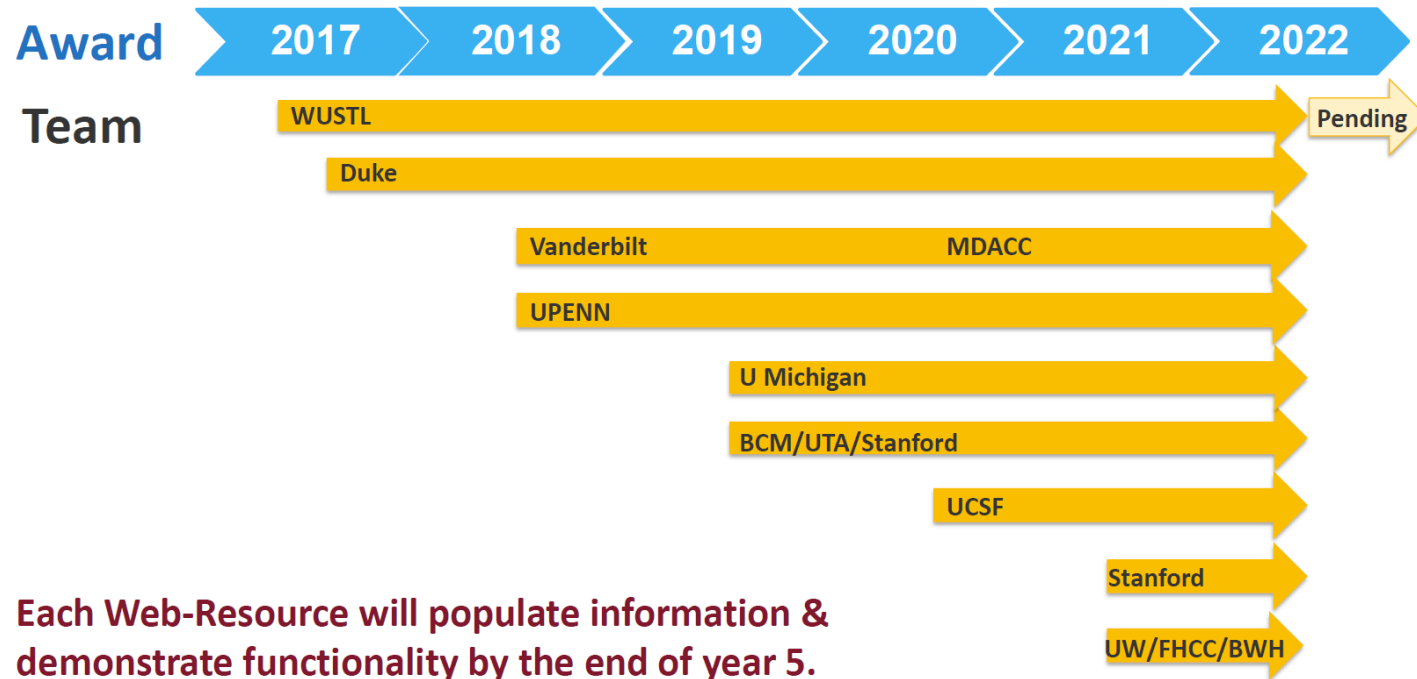 Award 2017 2018 2019 2020 2021 2022
Team
WUSTL Pending
Duke
Vanderbilt MDACC
UPENN
U Michigan
BCM/UTA/Stanford
UCSF
Stanford
UW/FHCC/BWH
Each Web-Resource will populate information &
demonstrate functionality by the end of year 5.